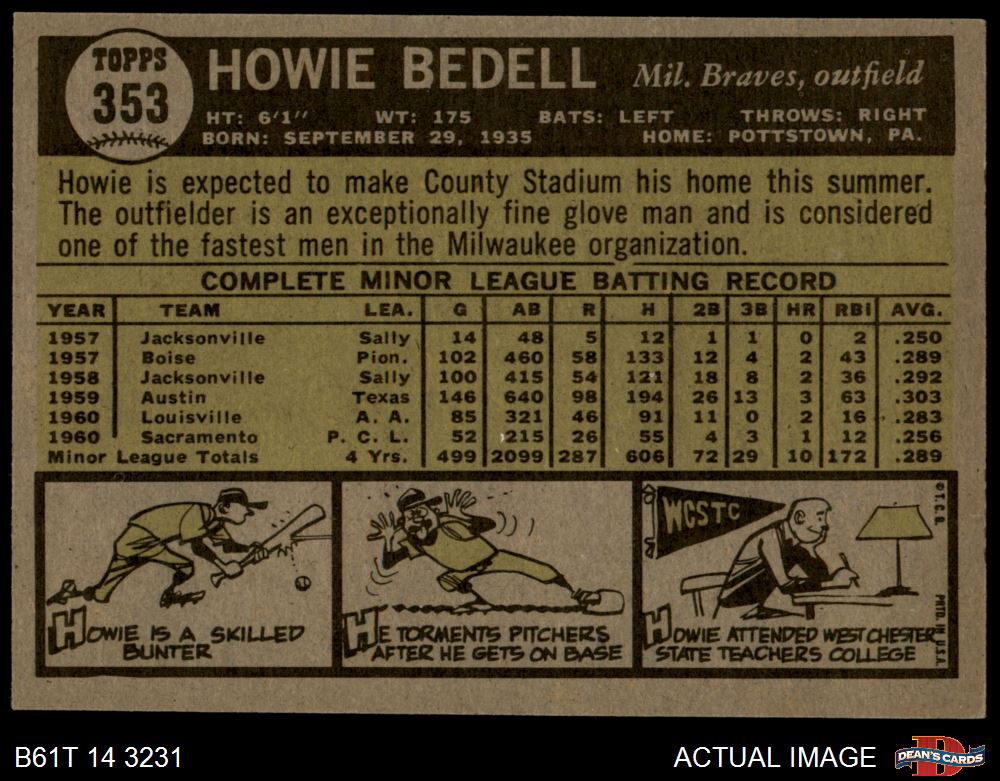 TOPPS
353
HOWIE BEDELL Mil. Braves, outfield
HT: 6'1" WT: 175 BATS: LEFT THROWS: RIGHT
BORN: SEPTEMBER 29, 1935 HOME: POTTSTOWN, PA.
Howie is expected to make County Stadium his home this summer.
The outfielder is an exceptionally fine glove man and is considered
one of the fastest men in the Milwaukee organization.
COMPLETE MINOR LEAGUE BATTING RECORD
YEAR TEAM LEA. G AB R H 2B 3B HR RBI AVG.
1957 Jacksonville Sally 14 48 5 12 1 1 0 2 .250
1957 Boise Pion. 102 460 58 133 12 4 2 43 .289
1958 Jacksonville Sally 100 415 54 121 18 8 2 36 .292
1959 Austin Texas 146 640 98 194 26 13 3 63 .303
1960 Louisville A. A. 85 321 46 91 11 0 2 16 .283
1960 Sacramento P. C. L. 52 215 26 55 4 3 1 12 .256
Minor League Totals 4 Yrs. 499 2099 287 606 72 29 10 172 .289
HOWIE IS A SKILLED
BUNTER
HE TORMENTS PITCHERS
AFTER HE GETS ON BASE
WCSTC
HOWIE ATTENDED WEST CHESTER
STATE TEACHERS COLLEGE
© T. C. G.
PRTD. IN U.S.A.
B61T 14 3231 ACTUAL IMAGE
D
DEAN'S CARDS